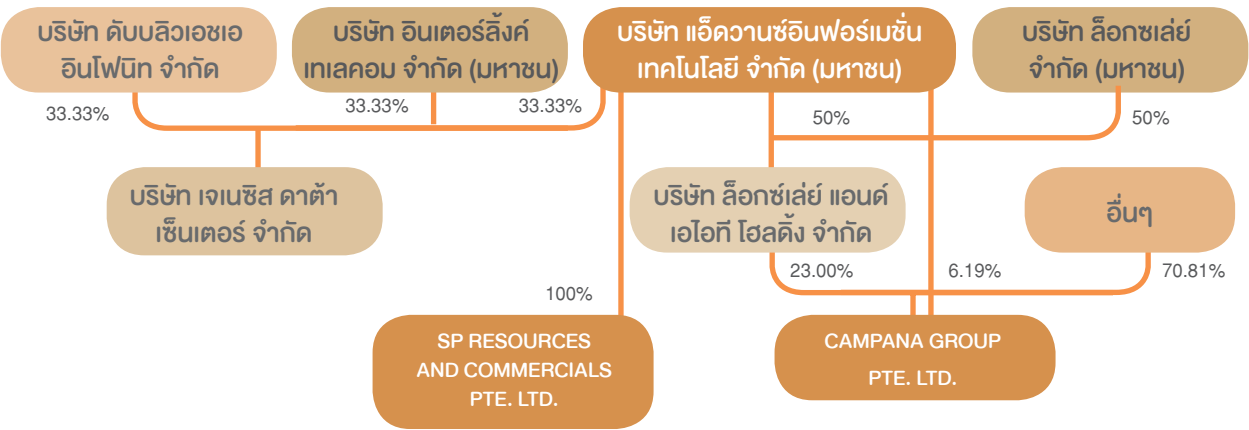 บริษัท ดับบลิวเอชเอ
อินโฟนิท จำกัด
บริษัท อินเตอร์ลิ้งค์
เทเลคอม จำกัด (มหาชน)
บริษัท แอ็ดวานซ์อินฟอร์เมชั่น
เทคโนโลยี จำกัด (มหาชน)
บริษัท ล็อกซเล่ย์
จำกัด (มหาชน)
33.33%
33.33%
33.33%
50%
50%
บริษัท เจเนซิส ดาต้า
เซ็นเตอร์ จำกัด
บริษัท ล็อกซ์เล่ย์ แอนด์
เอไอที โฮลดิ้ง จำกัด
อื่นๆ
23.00%
6.19%
70.81%
100%
SP RESOURCES
AND COMMERCIALS
PTE. LTD.
CAMPANA GROUP
PTE. LTD.